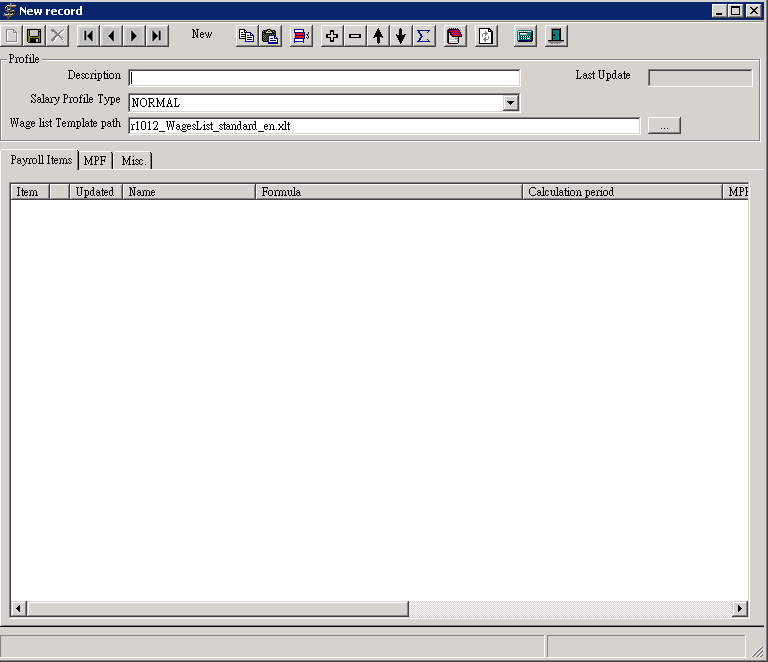 New record
New
Profile
Description
Last Update
Salary Profile Type NORMAL
Wage list Template path r1012_WagesList_standard_en.xlt ...
Payroll Items MPF Misc.
Item Updated Name Formula Calculation period MPF